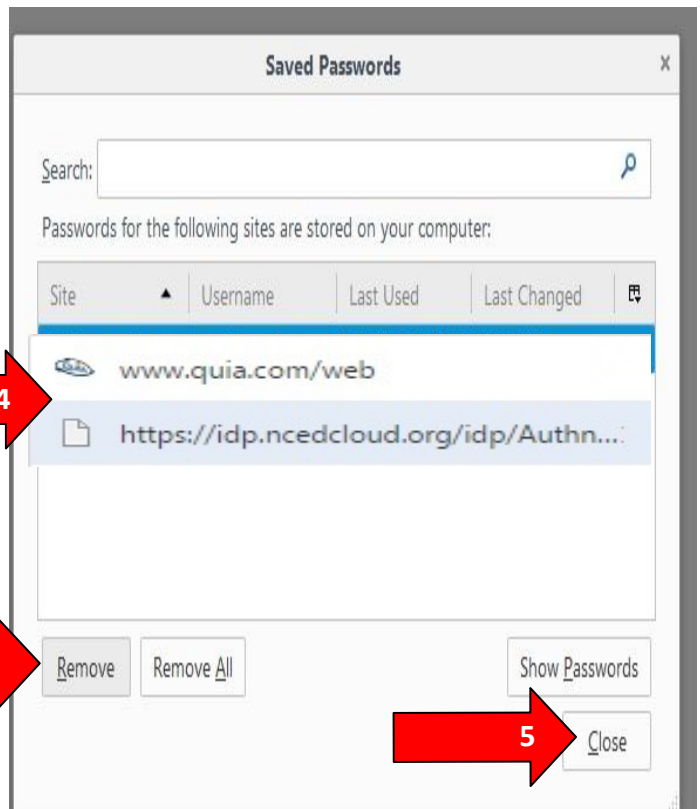 Saved Passwords x
Search:
Passwords for the following sites are stored on your computer:
Site Username Last Used Last Changed
www.quia.com/web
4
https://idp.ncedcloud.org/idp/Authn...
Remove Remove All Show Passwords
5 Close